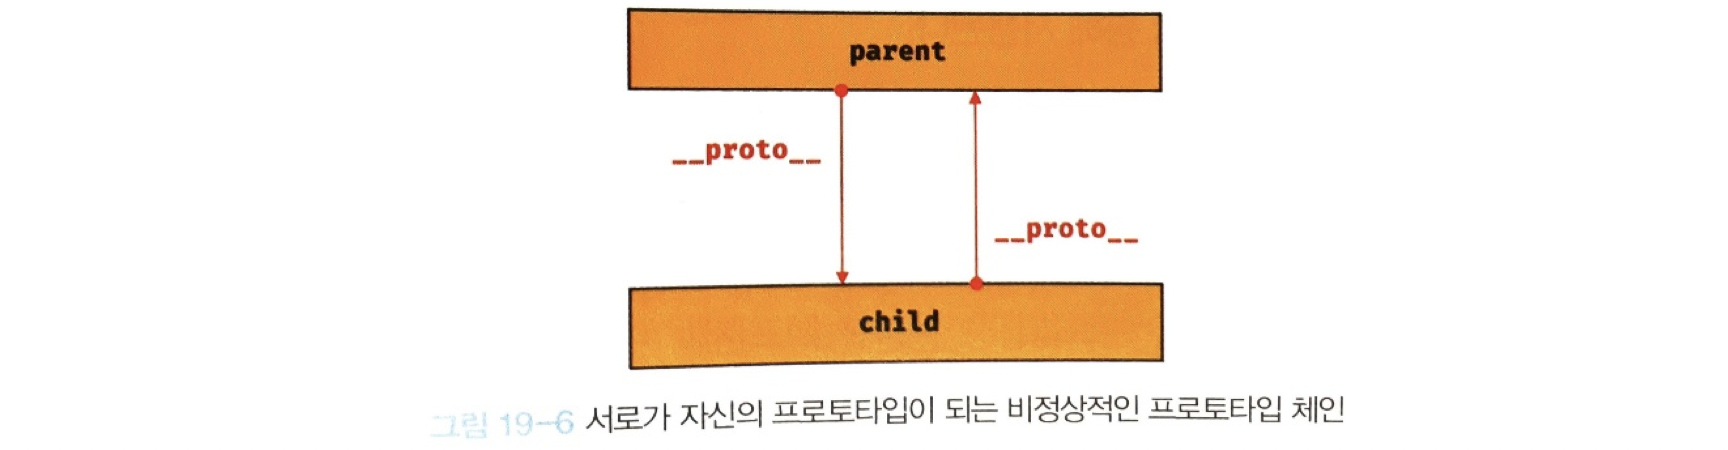 parent
__proto__
__proto__
child
그림 19-6 서로가 자신의 프로토타입이 되는 비정상적인 프로토타입 체인